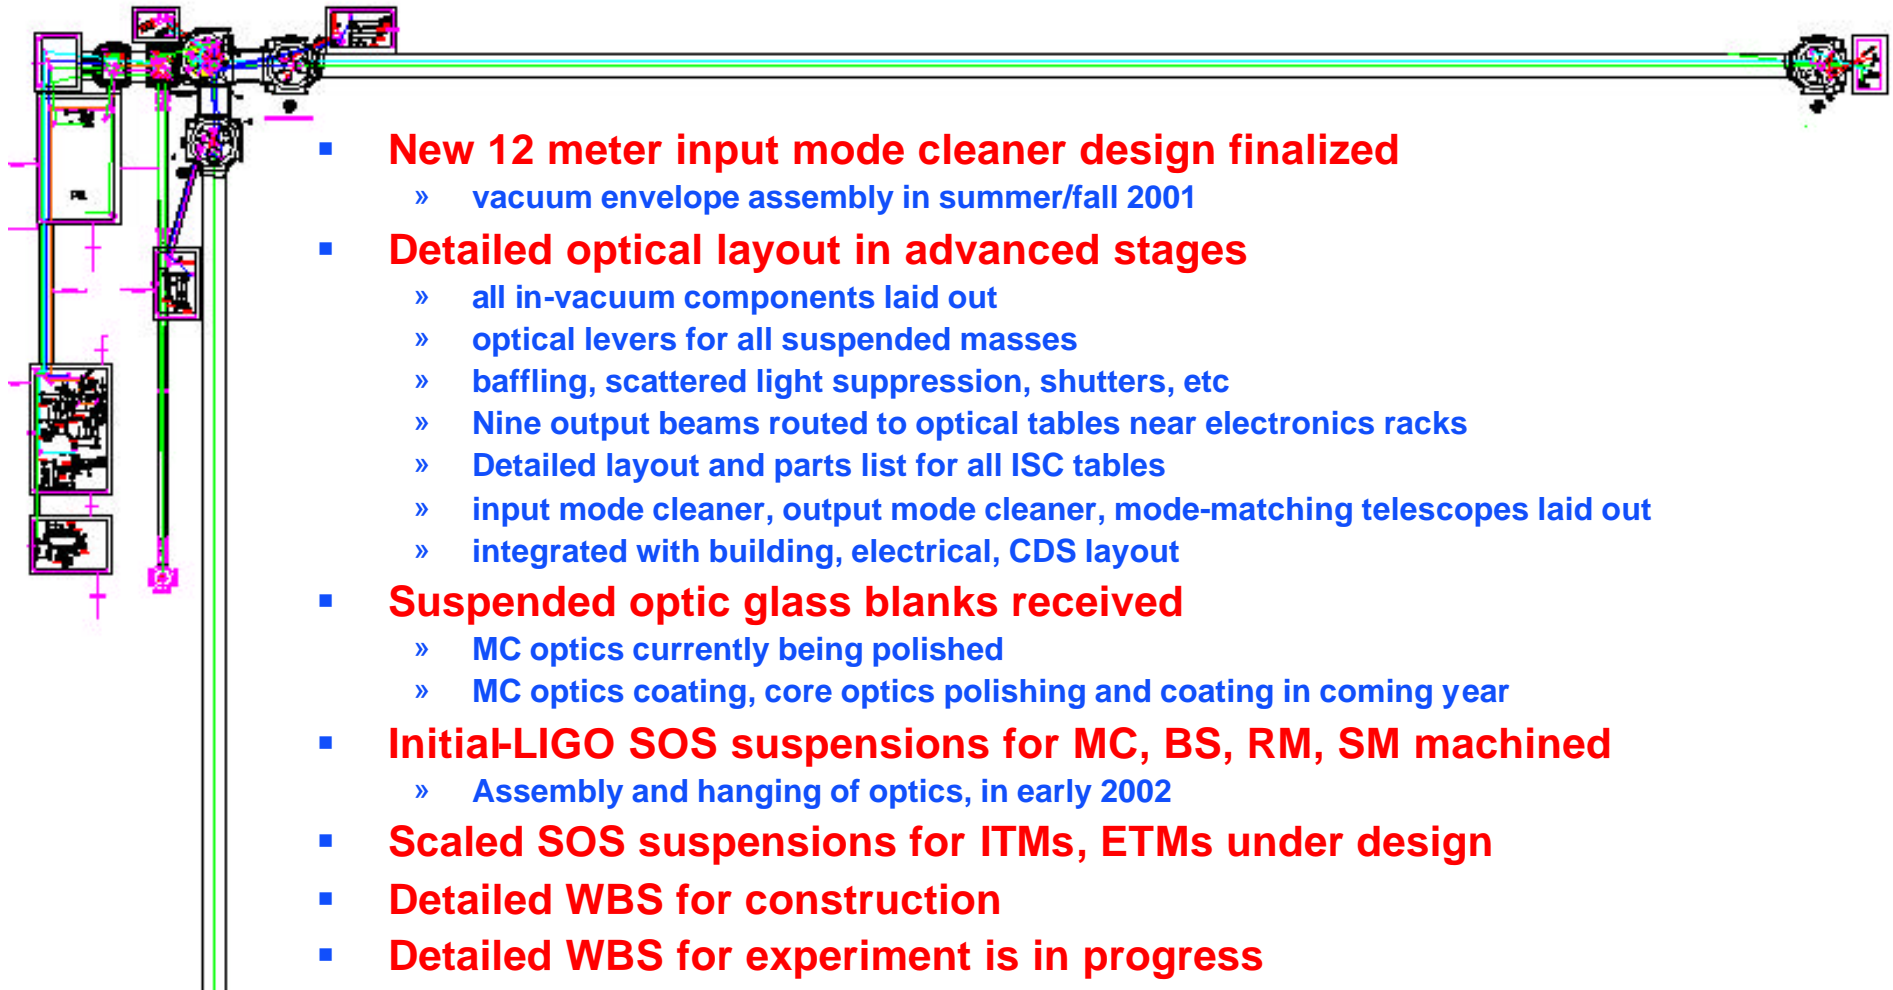 ▪ New 12 meter input mode cleaner design finalized
» vacuum envelope assembly in summer/fall 2001
▪ Detailed optical layout in advanced stages
» all in-vacuum components laid out
» optical levers for all suspended masses
» baffling, scattered light suppression, shutters, etc
» Nine output beams routed to optical tables near electronics racks
» Detailed layout and parts list for all ISC tables
» input mode cleaner, output mode cleaner, mode-matching telescopes laid out
» integrated with building, electrical, CDS layout
▪ Suspended optic glass blanks received
» MC optics currently being polished
» MC optics coating, core optics polishing and coating in coming year
▪ Initial-LIGO SOS suspensions for MC, BS, RM, SM machined
» Assembly and hanging of optics, in early 2002
▪ Scaled SOS suspensions for ITMs, ETMs under design
▪ Detailed WBS for construction
▪ Detailed WBS for experiment is in progress